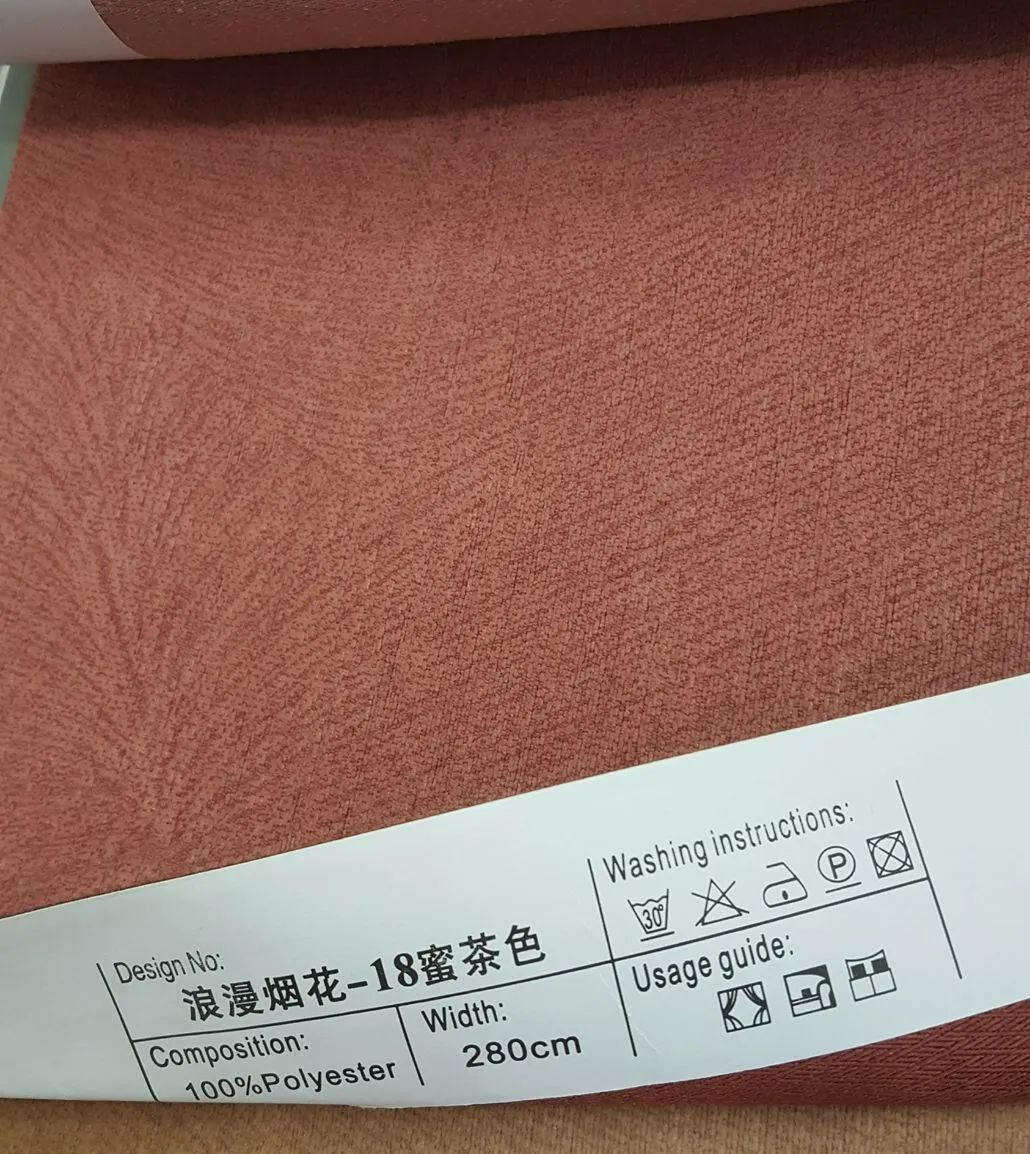 Design No:
浪漫烟花-18蜜茶色
Composition:
100%Polyester
Width:
280cm
Washing instructions:
30°
P
Usage guide: